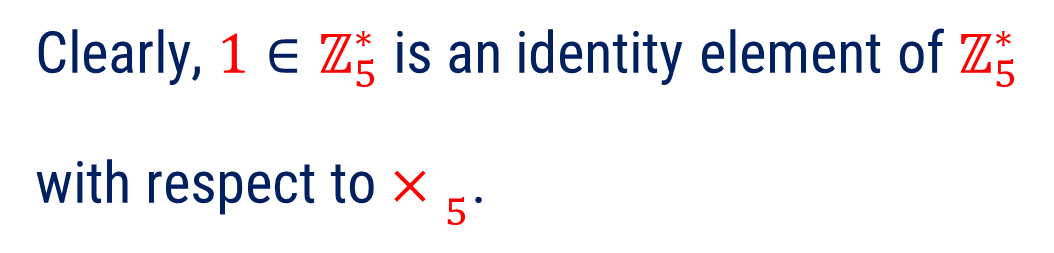 Clearly, 1 ∈ ℤ₅* is an identity element of ℤ₅*
with respect to × ₅.